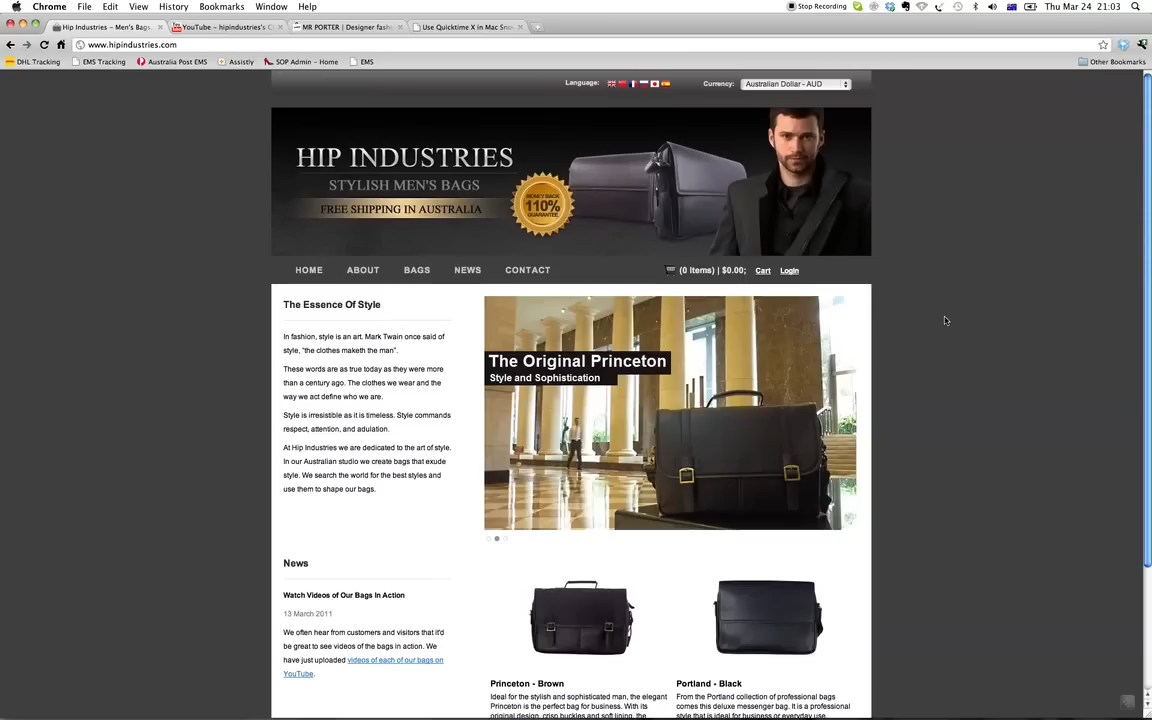 Chrome File Edit View History Bookmarks Window Help Stop Recording Thu Mar 24 21:03
Hip Industries – Men's Bags YouTube – hipindustries's C MR PORTER | Designer fash Use Quicktime X in Mac Sno
www.hipindustries.com
DHL Tracking EMS Tracking Australia Post EMS Assistly SOP Admin – Home EMS Other Bookmarks
Language: Currency: Australian Dollar - AUD
HIP INDUSTRIES
STYLISH MEN'S BAGS
FREE SHIPPING IN AUSTRALIA
MONEY BACK
110%
GUARANTEE
HOME ABOUT BAGS NEWS CONTACT (0 items) | $0.00; Cart Login
The Essence Of Style
In fashion, style is an art. Mark Twain once said of
style, "the clothes maketh the man".
These words are as true today as they were more
than a century ago. The clothes we wear and the
way we act define who we are.
Style is irresistible as it is timeless. Style commands
respect, attention, and adulation.
At Hip Industries we are dedicated to the art of style.
In our Australian studio we create bags that exude
style. We search the world for the best styles and
use them to shape our bags.
The Original Princeton
Style and Sophistication
News
Watch Videos of Our Bags In Action
13 March 2011
We often hear from customers and visitors that it'd
be great to see videos of the bags in action. We
have just uploaded videos of each of our bags on
YouTube.
Princeton - Brown
Ideal for the stylish and sophisticated man, the elegant
Princeton is the perfect bag for business. With its
original design, crisp buckles and soft lining, the
Portland - Black
From the Portland collection of professional bags
comes this deluxe messenger bag. It is a professional
style that is ideal for business or everyday use.